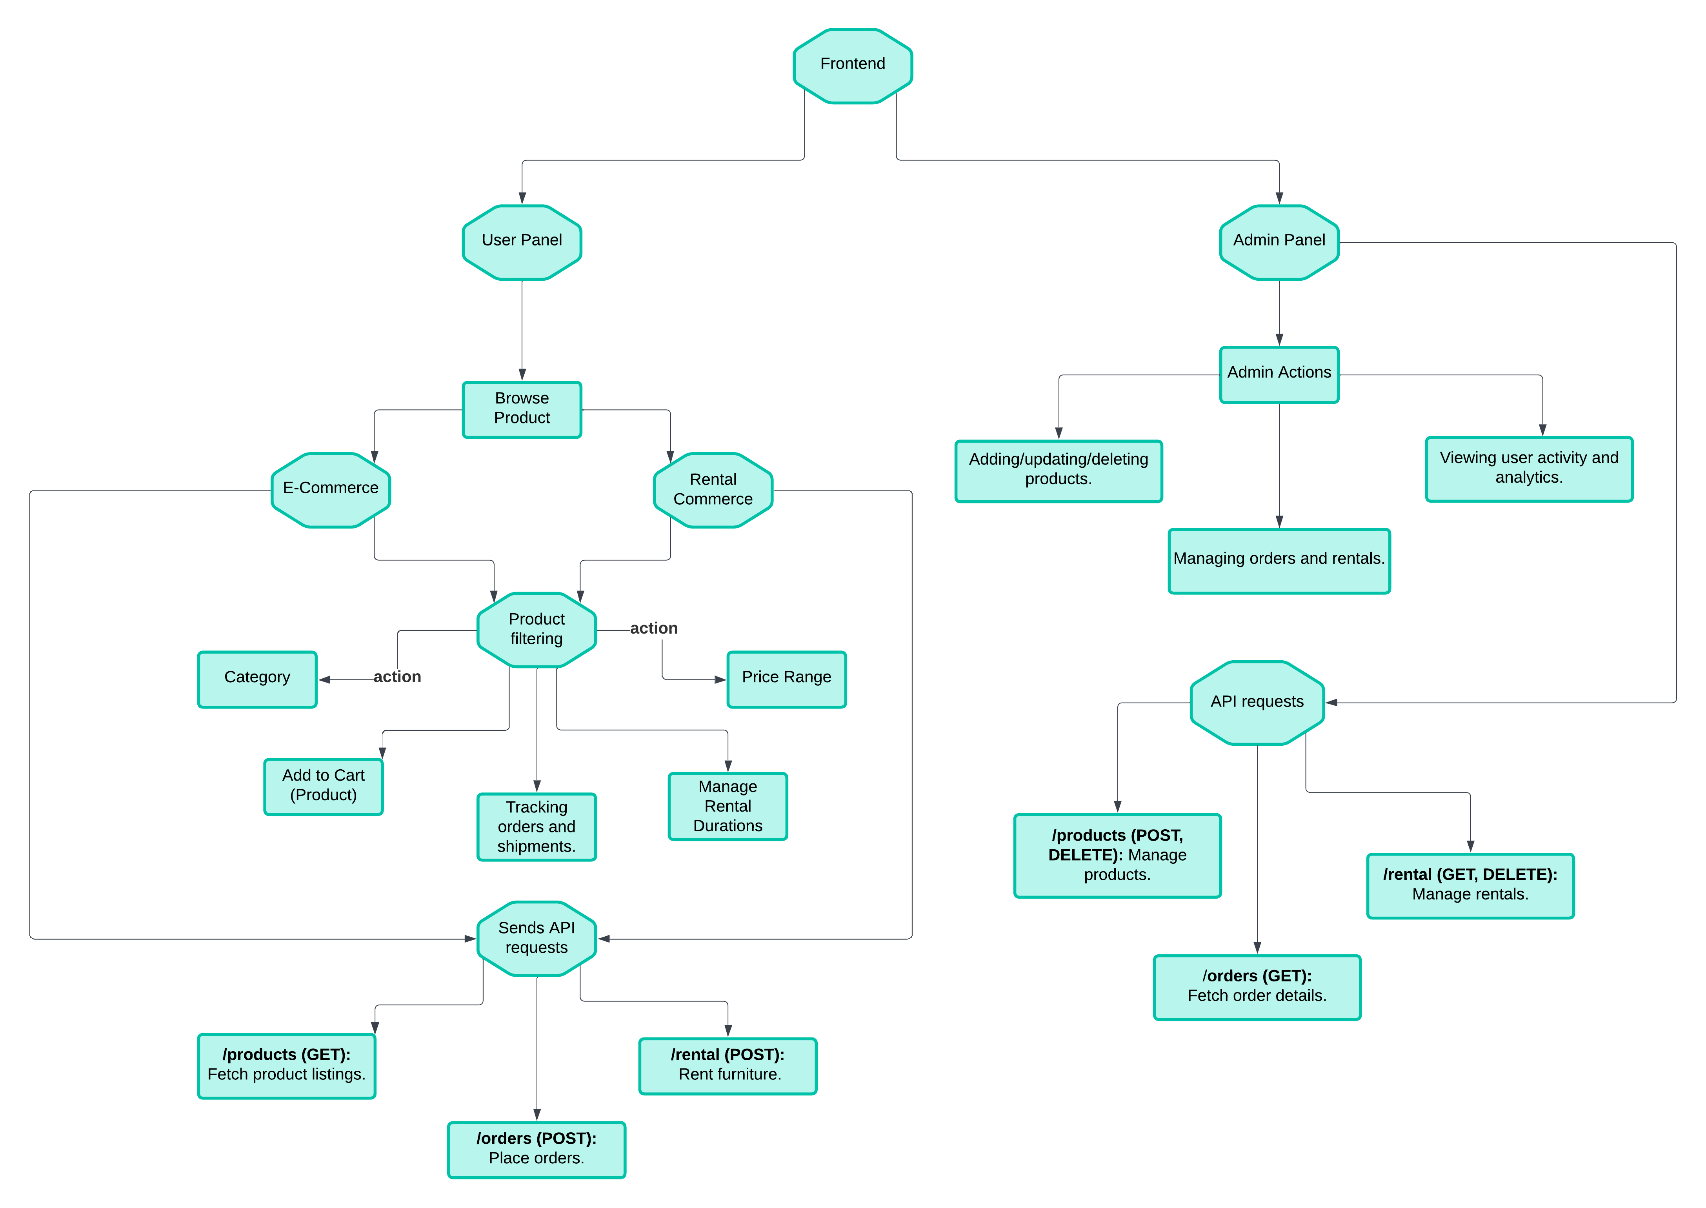 Frontend
User Panel
Admin Panel
Browse
Product
Admin Actions
E-Commerce
Rental
Commerce
Adding/updating/deleting
products.
Viewing user activity and
analytics.
Managing orders and rentals.
Product
filtering
action
action
Category
Price Range
API requests
Add to Cart
(Product)
Tracking
orders and
shipments.
Manage
Rental
Durations
/products (POST,
DELETE): Manage
products.
/rental (GET, DELETE):
Manage rentals.
Sends API
requests
/orders (GET):
Fetch order details.
/products (GET):
Fetch product listings.
/rental (POST):
Rent furniture.
/orders (POST):
Place orders.